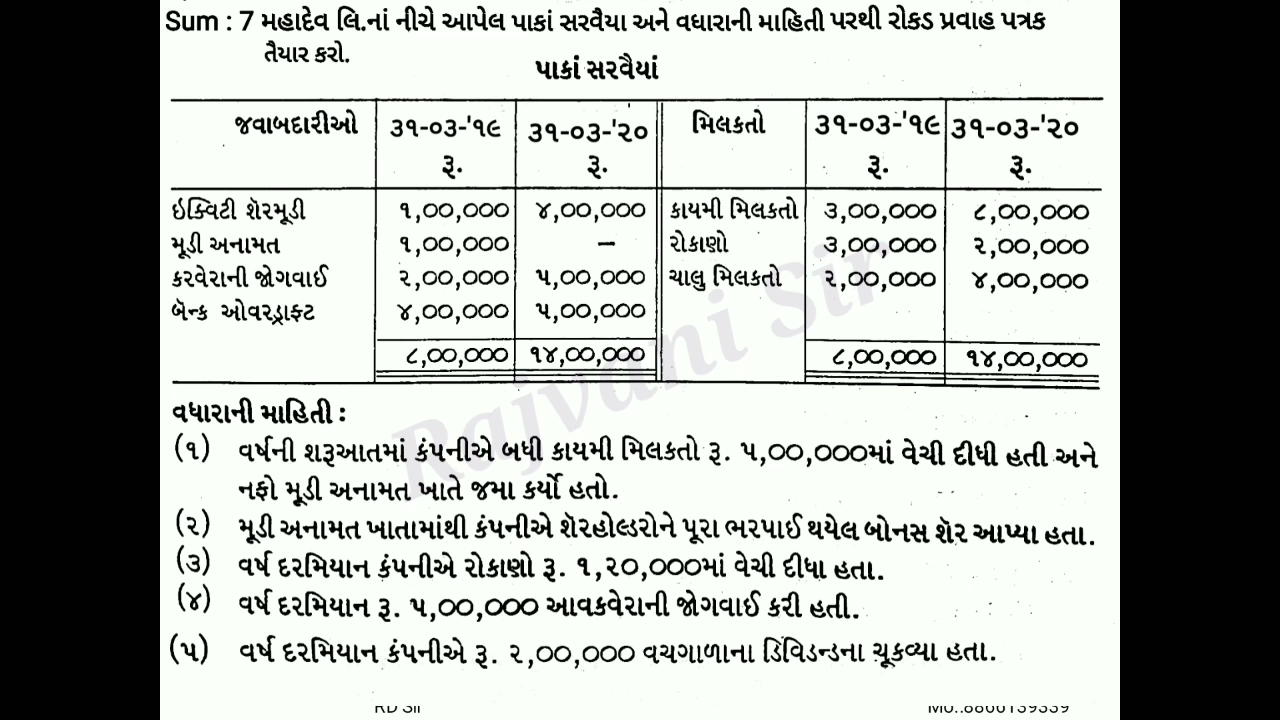 Sum : 7 મહાદેવ લિ.નાં નીચે આપેલ પાકાં સરવૈયા અને વધારાની માહિતી પરથી રોકડ પ્રવાહ પત્રક
તૈયાર કરો.
પાકાં સરવૈયાં
જવાબદારીઓ ૩૧-૦૩-'૧૯ ૩૧-૦૩-'૨૦ મિલકતો ૩૧-૦૩-'૧૯ ૩૧-૦૩-'૨૦
રૂ. રૂ. રૂ. રૂ.
ઇક્વિટી શૅરમૂડી ૧,૦૦,૦૦૦ ૪,૦૦,૦૦૦ કાયમી મિલકતો ૩,૦૦,૦૦૦ ૮,૦૦,૦૦૦
મૂડી અનામત ૧,૦૦,૦૦૦ – રોકાણો ૩,૦૦,૦૦૦ ૨,૦૦,૦૦૦
કરવેરાની જોગવાઈ ૨,૦૦,૦૦૦ ૫,૦૦,૦૦૦ ચાલુ મિલકતો ૨,૦૦,૦૦૦ ૪,૦૦,૦૦૦
બૅન્ક ઓવરડ્રાફ્ટ ૪,૦૦,૦૦૦ ૫,૦૦,૦૦૦
૮,૦૦,૦૦૦ ૧૪,૦૦,૦૦૦ ૮,૦૦,૦૦૦ ૧૪,૦૦,૦૦૦
Rajvani Sir
વધારાની માહિતી :
(૧) વર્ષની શરૂઆતમાં કંપનીએ બધી કાયમી મિલકતો રૂ. ૫,૦૦,૦૦૦માં વેચી દીધી હતી અને
નફો મૂડી અનામત ખાતે જમા કર્યો હતો.
(૨) મૂડી અનામત ખાતામાંથી કંપનીએ શૅરહોલ્ડરોને પૂરા ભરપાઈ થયેલ બોનસ શૅર આપ્યા હતા.
(૩) વર્ષ દરમિયાન કંપનીએ રોકાણો રૂ. ૧,૨૦,૦૦૦માં વેચી દીધા હતા.
(૪) વર્ષ દરમિયાન રૂ. ૫,૦૦,૦૦૦ આવકવેરાની જોગવાઈ કરી હતી.
(૫) વર્ષ દરમિયાન કંપનીએ રૂ. ૨,૦૦,૦૦૦ વચગાળાના ડિવિડન્ડના ચૂકવ્યા હતા.
RD Sir Mo.:8866139339